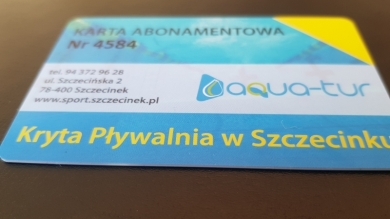 KARTA ABONAMENTOWA
Nr 4584
tel. 94 372 96 28
ul. Szczecińska 2
78-400 Szczecinek
www.sport.szczecinek.pl
aqua-tur
Kryta Pływalnia w Szczecinku